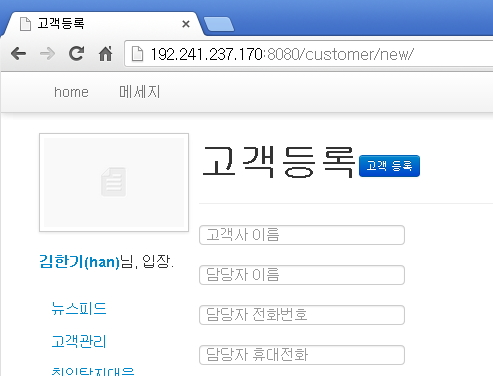 고객등록
192.241.237.170:8080/customer/new/
home 메세지
고객등록 고객 등록
고객사 이름
담당자 이름
김한기(han)님, 입장.
담당자 전화번호
뉴스피드
고객관리
담당자 휴대전화